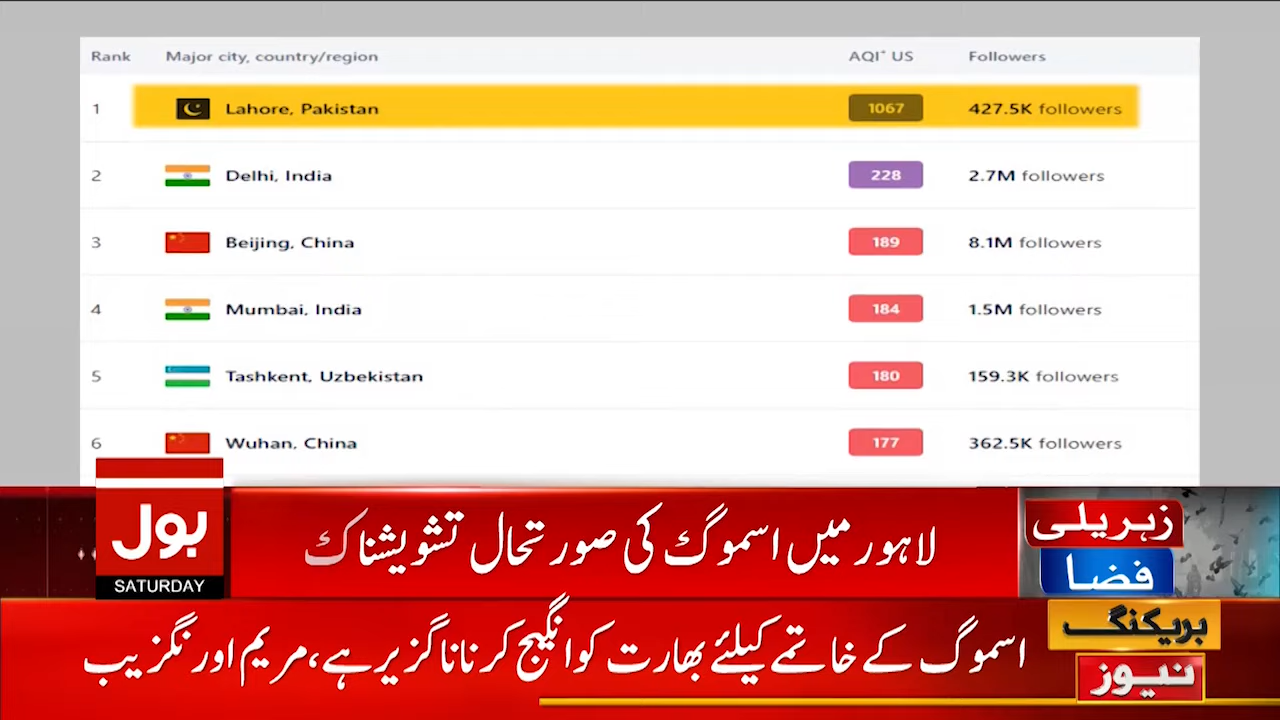 Rank Major city, country/region AQI⁺ US Followers
1 Lahore, Pakistan 1067 427.5K followers
2 Delhi, India 228 2.7M followers
3 Beijing, China 189 8.1M followers
4 Mumbai, India 184 1.5M followers
5 Tashkent, Uzbekistan 180 159.3K followers
6 Wuhan, China 177 362.5K followers
لاہور میں اسموگ کی صورتحال تشویشناک
زہریلی
فضا
بول
SATURDAY
بریکنگ
نیوز
اسموگ کے خاتمے کیلئے بھارت کو انگیج کرنا ناگزیر ہے، مریم اورنگزیب